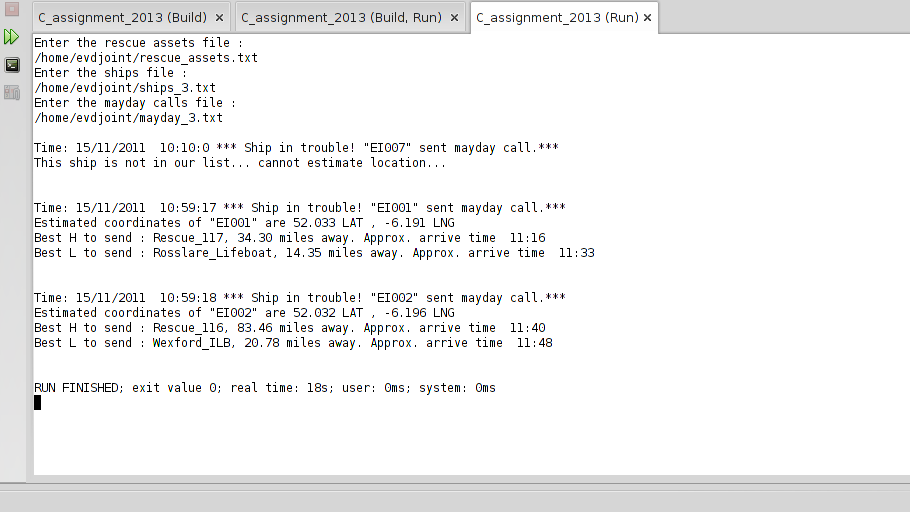 C_assignment_2013 (Build) × C_assignment_2013 (Build, Run) × C_assignment_2013 (Run) ×
Enter the rescue assets file :
/home/evdjoint/rescue_assets.txt
Enter the ships file :
/home/evdjoint/ships_3.txt
Enter the mayday calls file :
/home/evdjoint/mayday_3.txt
Time: 15/11/2011  10:10:0 *** Ship in trouble! "EI007" sent mayday call.***
This ship is not in our list... cannot estimate location...
Time: 15/11/2011  10:59:17 *** Ship in trouble! "EI001" sent mayday call.***
Estimated coordinates of "EI001" are 52.033 LAT , -6.191 LNG
Best H to send : Rescue_117, 34.30 miles away. Approx. arrive time  11:16
Best L to send : Rosslare_Lifeboat, 14.35 miles away. Approx. arrive time  11:33
Time: 15/11/2011  10:59:18 *** Ship in trouble! "EI002" sent mayday call.***
Estimated coordinates of "EI002" are 52.032 LAT , -6.196 LNG
Best H to send : Rescue_116, 83.46 miles away. Approx. arrive time  11:40
Best L to send : Wexford_ILB, 20.78 miles away. Approx. arrive time  11:48
RUN FINISHED; exit value 0; real time: 18s; user: 0ms; system: 0ms